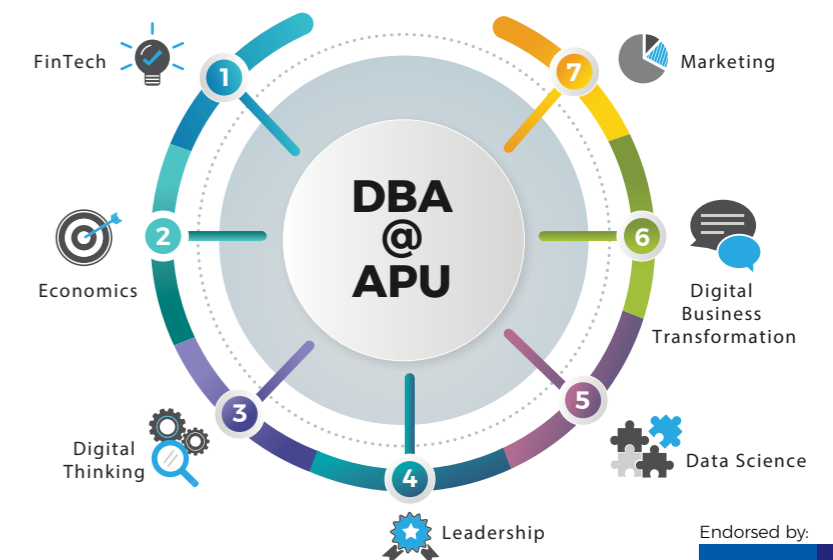 FinTech
1
7
Marketing
DBA
@
APU
2
Economics
6
Digital
Business
Transformation
3
Digital
Thinking
5
Data Science
4
Leadership
Endorsed by: